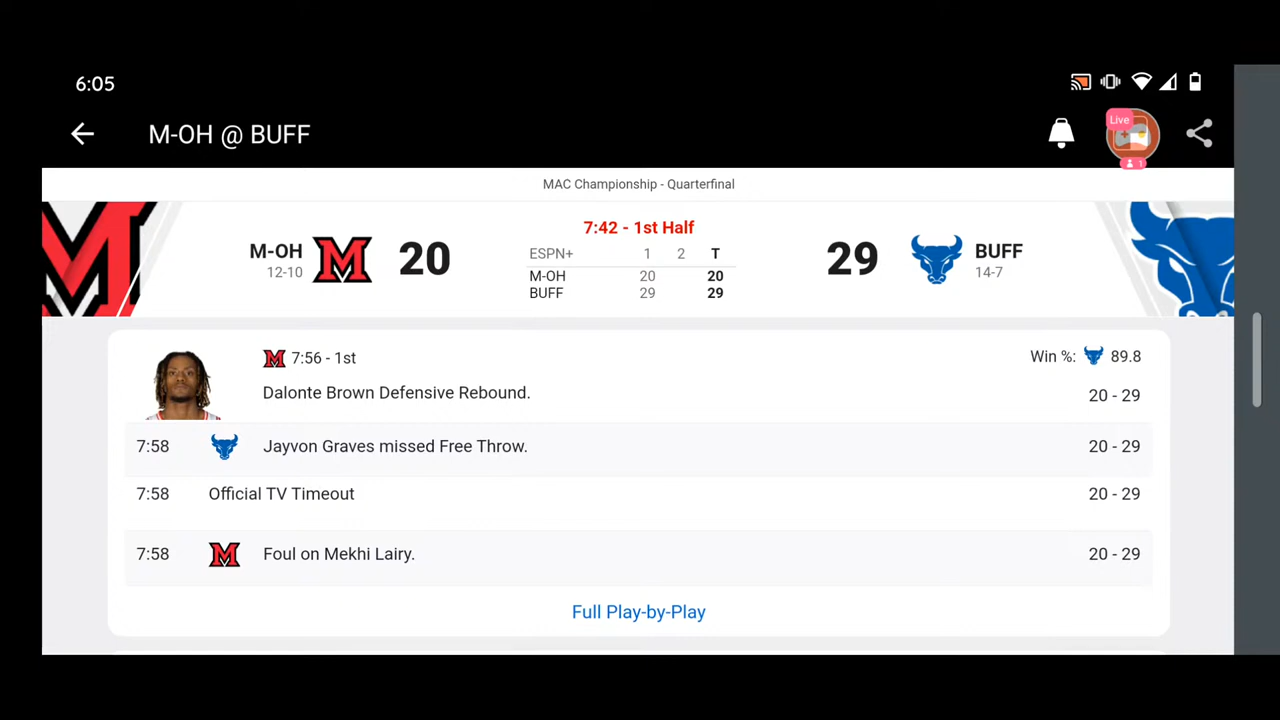 6:05
M-OH @ BUFF
Live
1
MAC Championship - Quarterfinal
M-OH
12-10
M
20
7:42 - 1st Half
ESPN+ 1 2 T
M-OH 20 20
BUFF 29 29
29
BUFF
14-7
7:56 - 1st
Win %: 89.8
Dalonte Brown Defensive Rebound. 20 - 29
7:58 Jayvon Graves missed Free Throw. 20 - 29
7:58 Official TV Timeout 20 - 29
7:58 Foul on Mekhi Lairy. 20 - 29
Full Play-by-Play